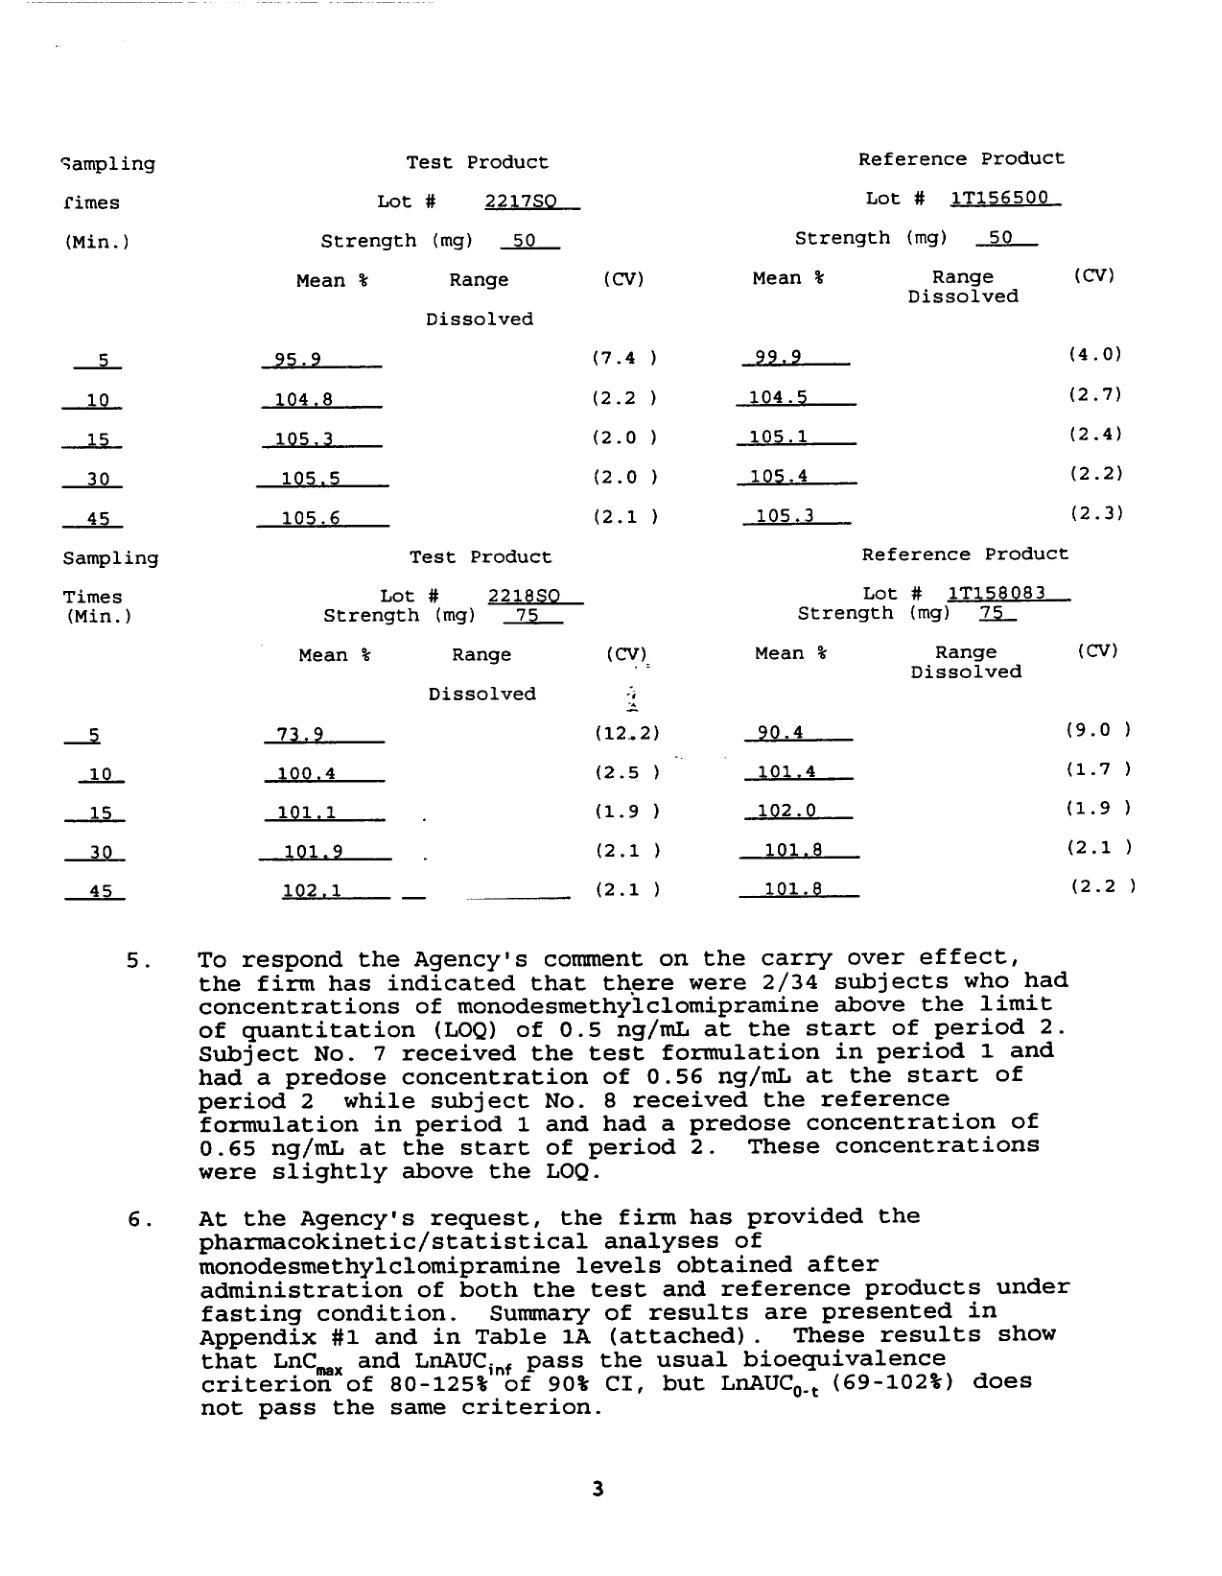 Sampling Test Product Reference Product
Times Lot # 2217SO Lot # 1T156500
(Min.) Strength (mg) 50 Strength (mg) 50
Mean % Range (CV) Mean % Range (CV)
Dissolved Dissolved
5 95.9 (7.4 ) 99.9 (4.0)
10 104.8 (2.2 ) 104.5 (2.7)
15 105.3 (2.0 ) 105.1 (2.4)
30 105.5 (2.0 ) 105.4 (2.2)
45 105.6 (2.1 ) 105.3 (2.3)
Sampling Test Product Reference Product
Times Lot # 2218SO Lot # 1T158083
(Min.) Strength (mg) 75 Strength (mg) 75
Mean % Range (CV) Mean % Range (CV)
Dissolved Dissolved
5 73.9 (12.2) 90.4 (9.0 )
10 100.4 (2.5 ) 101.4 (1.7 )
15 101.1 (1.9 ) 102.0 (1.9 )
30 101.9 (2.1 ) 101.8 (2.1 )
45 102.1 (2.1 ) 101.8 (2.2 )
5. To respond the Agency's comment on the carry over effect,
the firm has indicated that there were 2/34 subjects who had
concentrations of monodesmethylclomipramine above the limit
of quantitation (LOQ) of 0.5 ng/mL at the start of period 2.
Subject No. 7 received the test formulation in period 1 and
had a predose concentration of 0.56 ng/mL at the start of
period 2 while subject No. 8 received the reference
formulation in period 1 and had a predose concentration of
0.65 ng/mL at the start of period 2. These concentrations
were slightly above the LOQ.
6. At the Agency's request, the firm has provided the
pharmacokinetic/statistical analyses of
monodesmethylclomipramine levels obtained after
administration of both the test and reference products under
fasting condition. Summary of results are presented in
Appendix #1 and in Table 1A (attached). These results show
that LnCmax and LnAUCinf pass the usual bioequivalence
criterion of 80-125% of 90% CI, but LnAUC0-t (69-102%) does
not pass the same criterion.
3